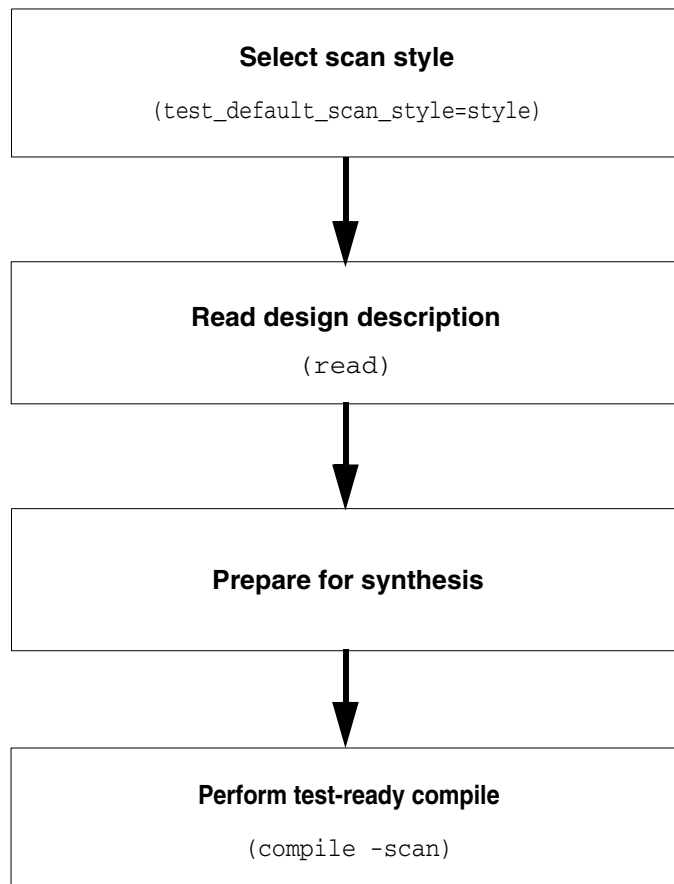 Select scan style
(test_default_scan_style=style)
Read design description
(read)
Prepare for synthesis
Perform test-ready compile
(compile -scan)